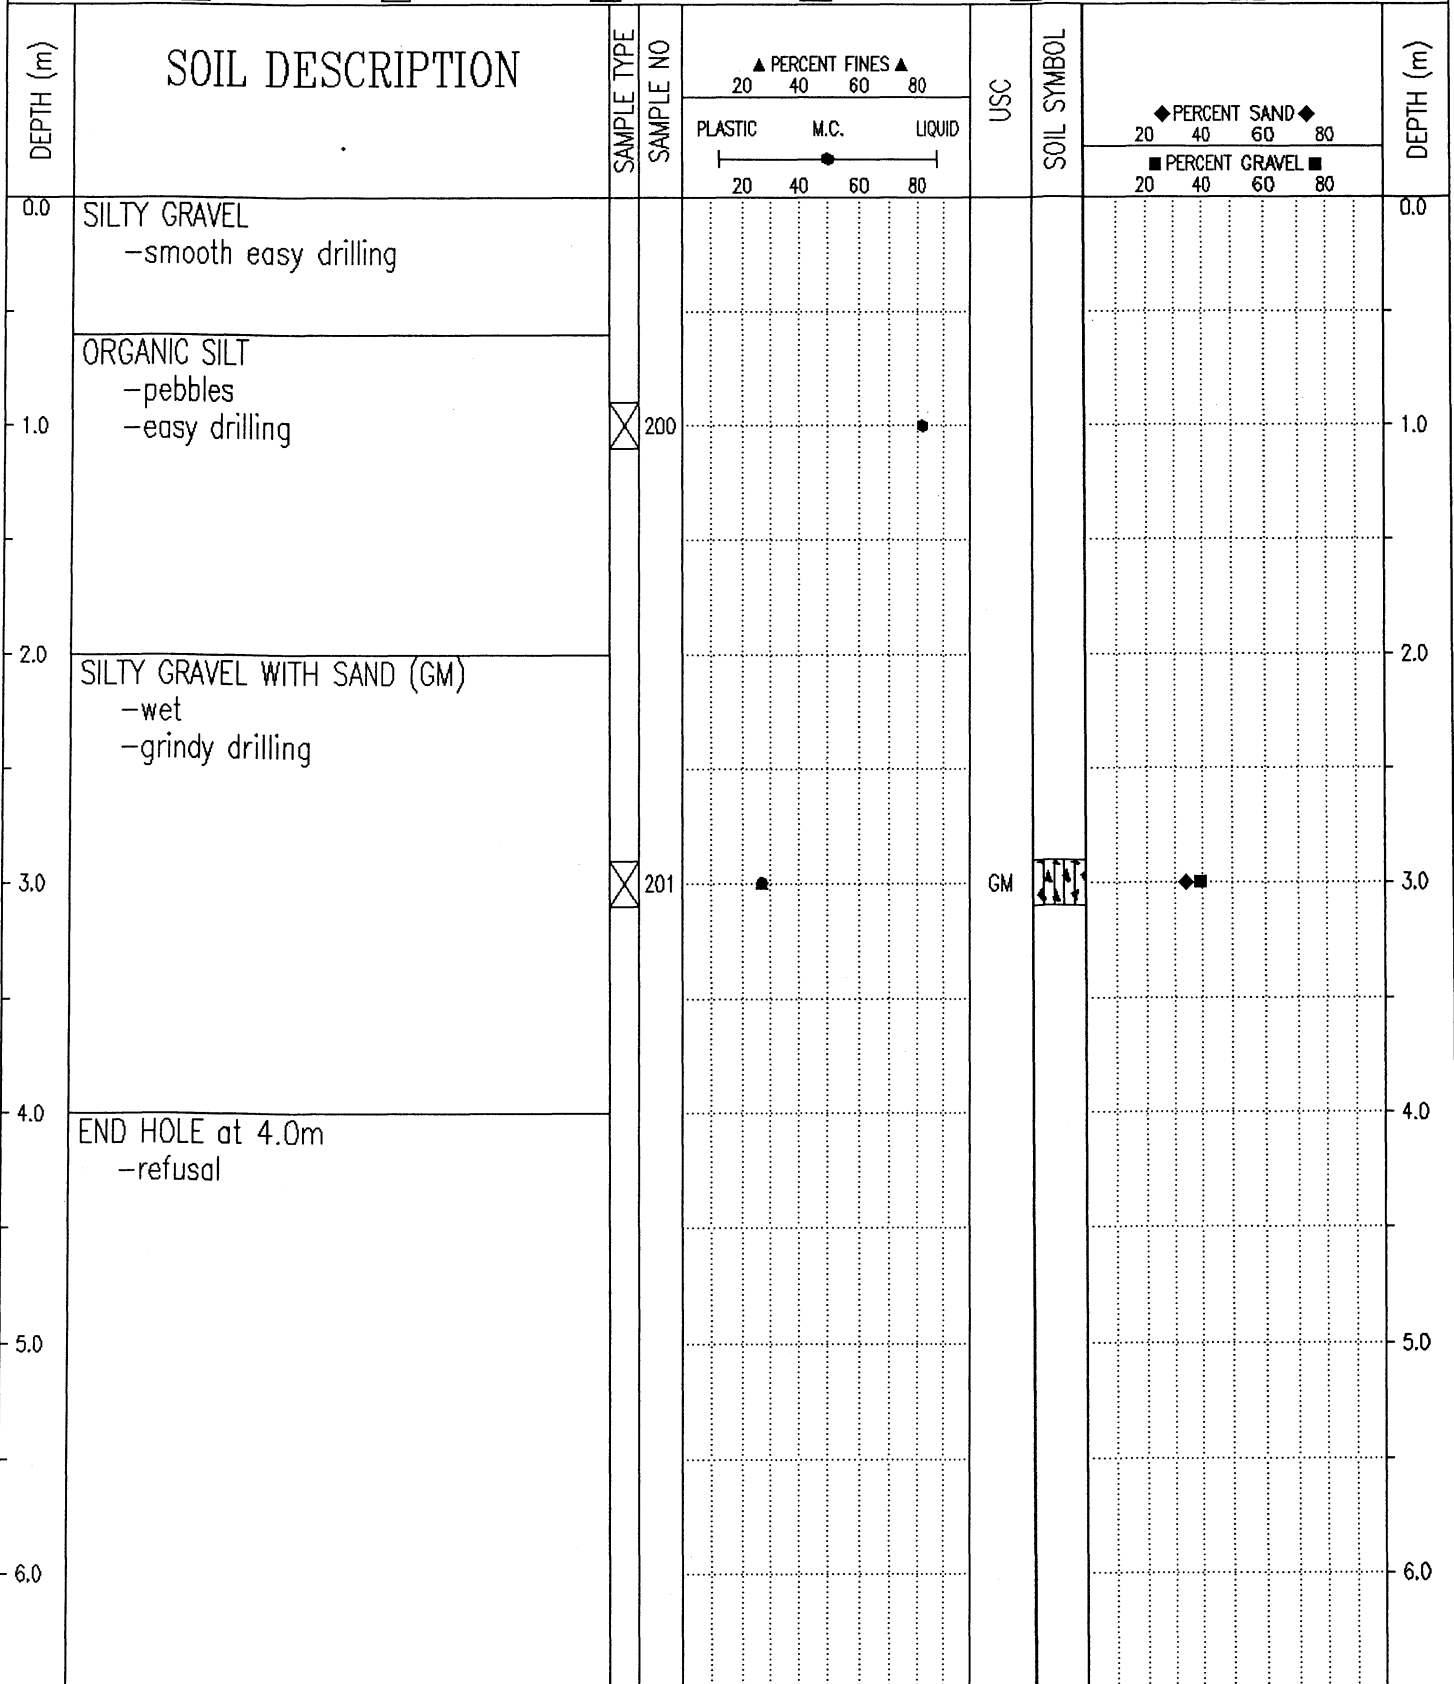 DEPTH (m)
SOIL DESCRIPTION
SAMPLE TYPE
SAMPLE NO
▲ PERCENT FINES ▲
20 40 60 80
PLASTIC M.C. LIQUID
20 40 60 80
USC
SOIL SYMBOL
◆PERCENT SAND◆
20 40 60 80
■PERCENT GRAVEL■
20 40 60 80
DEPTH (m)
0.0 SILTY GRAVEL 0.0
-smooth easy drilling
ORGANIC SILT
-pebbles
1.0 -easy drilling 200 1.0
2.0 2.0
SILTY GRAVEL WITH SAND (GM)
-wet
-grindy drilling
3.0 201 GM 3.0
4.0 4.0
END HOLE at 4.0m
-refusal
5.0 5.0
6.0 6.0